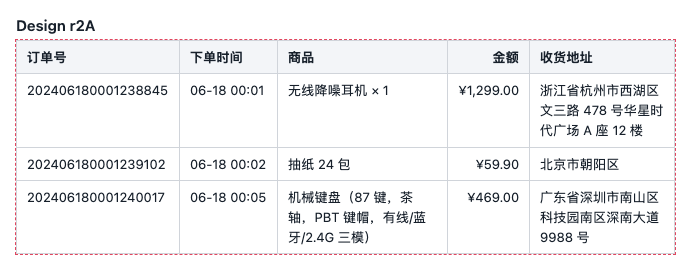 Design r2A
订单号 下单时间 商品 金额 收货地址
202406180001238845 06-18 00:01 无线降噪耳机 × 1 ¥1,299.00 浙江省杭州市西湖区
文三路 478 号华星时
代广场 A 座 12 楼
202406180001239102 06-18 00:02 抽纸 24 包 ¥59.90 北京市朝阳区
202406180001240017 06-18 00:05 机械键盘（87 键，茶 ¥469.00 广东省深圳市南山区
轴，PBT 键帽，有线/蓝 科技园南区深南大道
牙/2.4G 三模） 9988 号